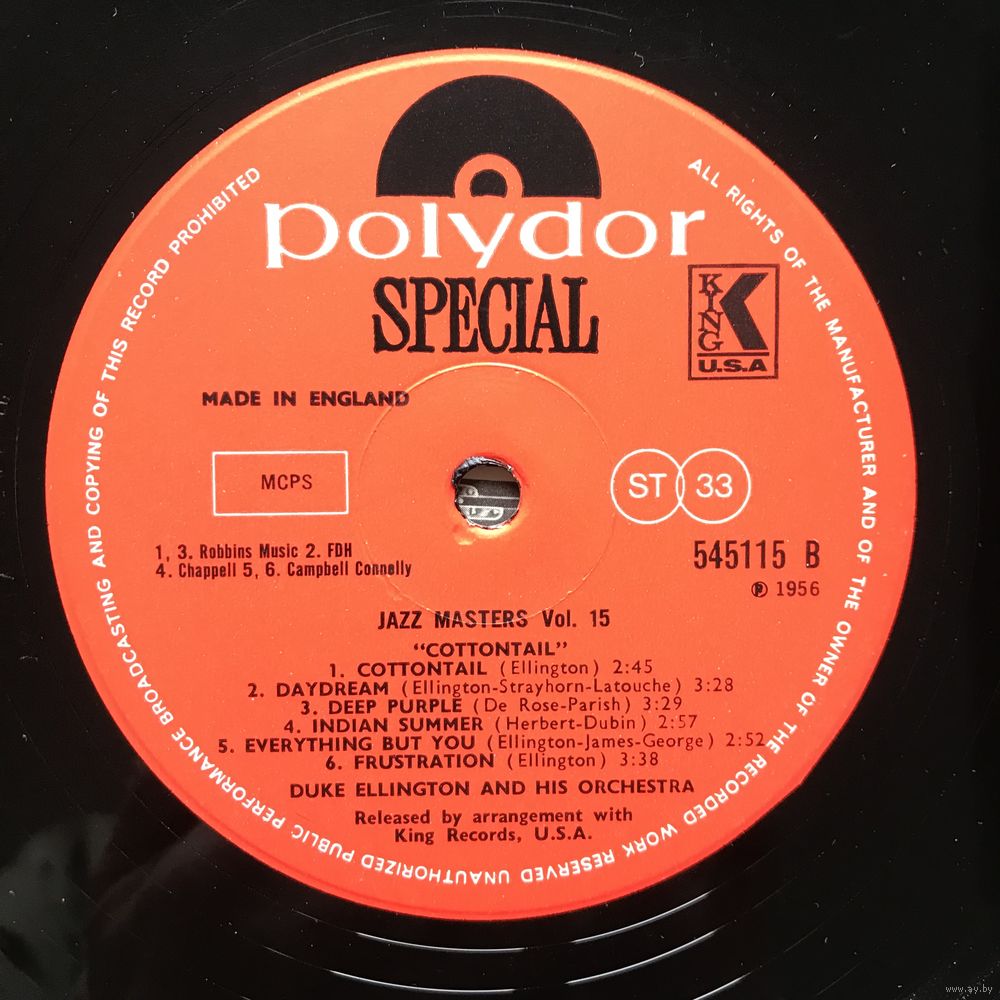 polydor
SPECIAL
KING
K
U.S.A
MADE IN ENGLAND
MCPS
ST 33
1, 3. Robbins Music 2. FDH
4. Chappell 5, 6. Campbell Connelly
545115 B
℗ 1956
JAZZ MASTERS Vol. 15
"COTTONTAIL"
1. COTTONTAIL (Ellington) 2:45
2. DAYDREAM (Ellington-Strayhorn-Latouche) 3:28
3. DEEP PURPLE (De Rose-Parish) 3:29
4. INDIAN SUMMER (Herbert-Dubin) 2:57
5. EVERYTHING BUT YOU (Ellington-James-George) 2:52
6. FRUSTRATION (Ellington) 3:38
DUKE ELLINGTON AND HIS ORCHESTRA
Released by arrangement with
King Records, U.S.A.
ALL RIGHTS OF THE MANUFACTURER AND OF THE OWNER OF THE RECORDED WORK RESERVED UNAUTHORIZED PUBLIC PERFORMANCE BROADCASTING AND COPYING OF THIS RECORD PROHIBITED
www.ay.by